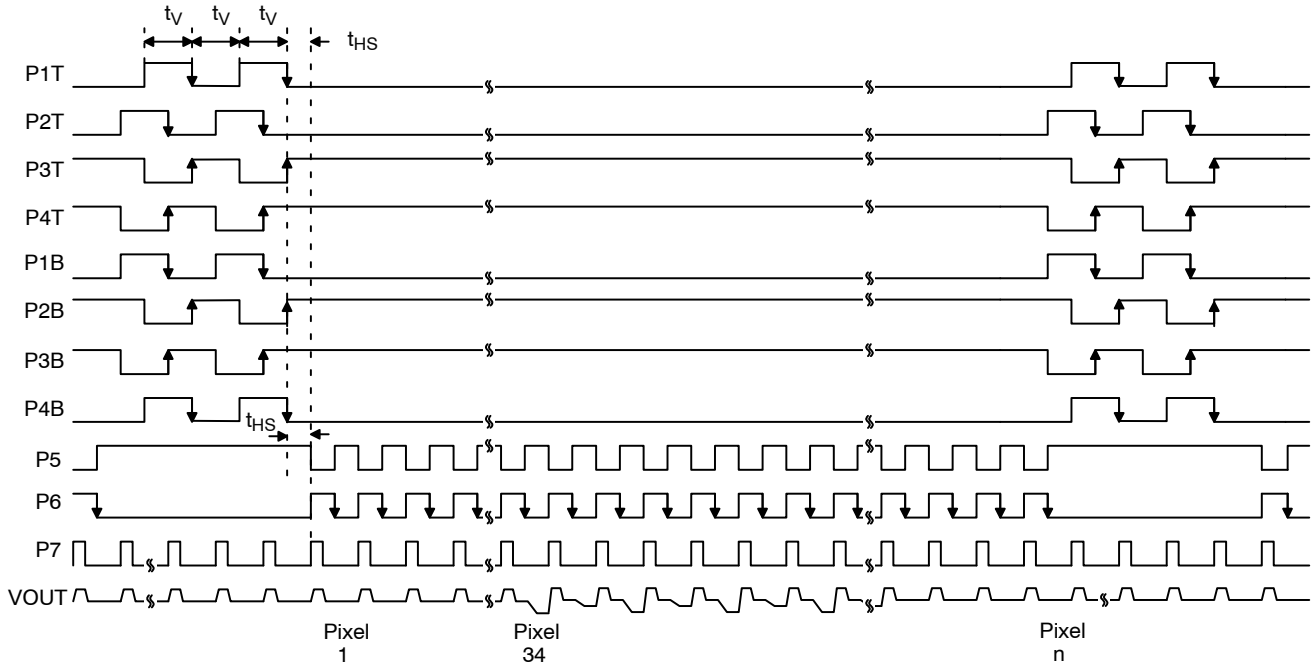 tV tV tV
tHS
P1T
P2T
P3T
P4T
P1B
P2B
P3B
P4B
tHS
P5
P6
P7
VOUT
Pixel Pixel Pixel
1 34 n